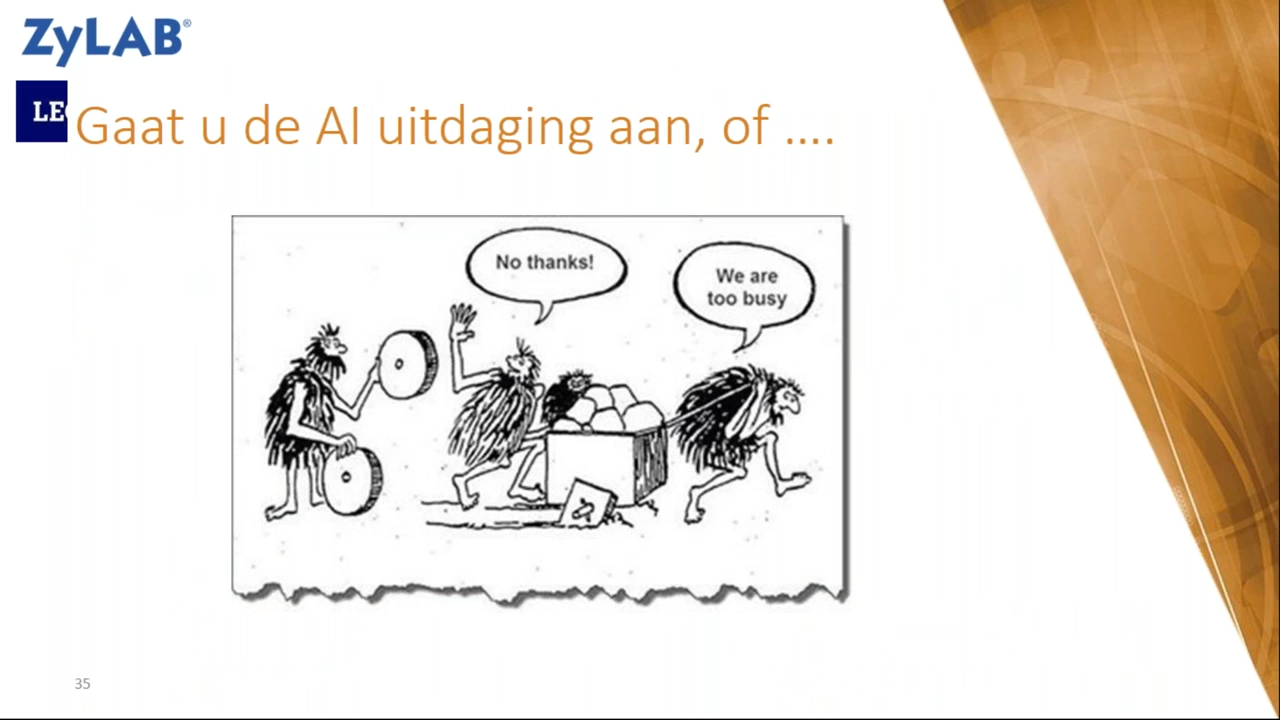 ZyLAB®
LE
Gaat u de AI uitdaging aan, of ....
No thanks!
We are
too busy
35